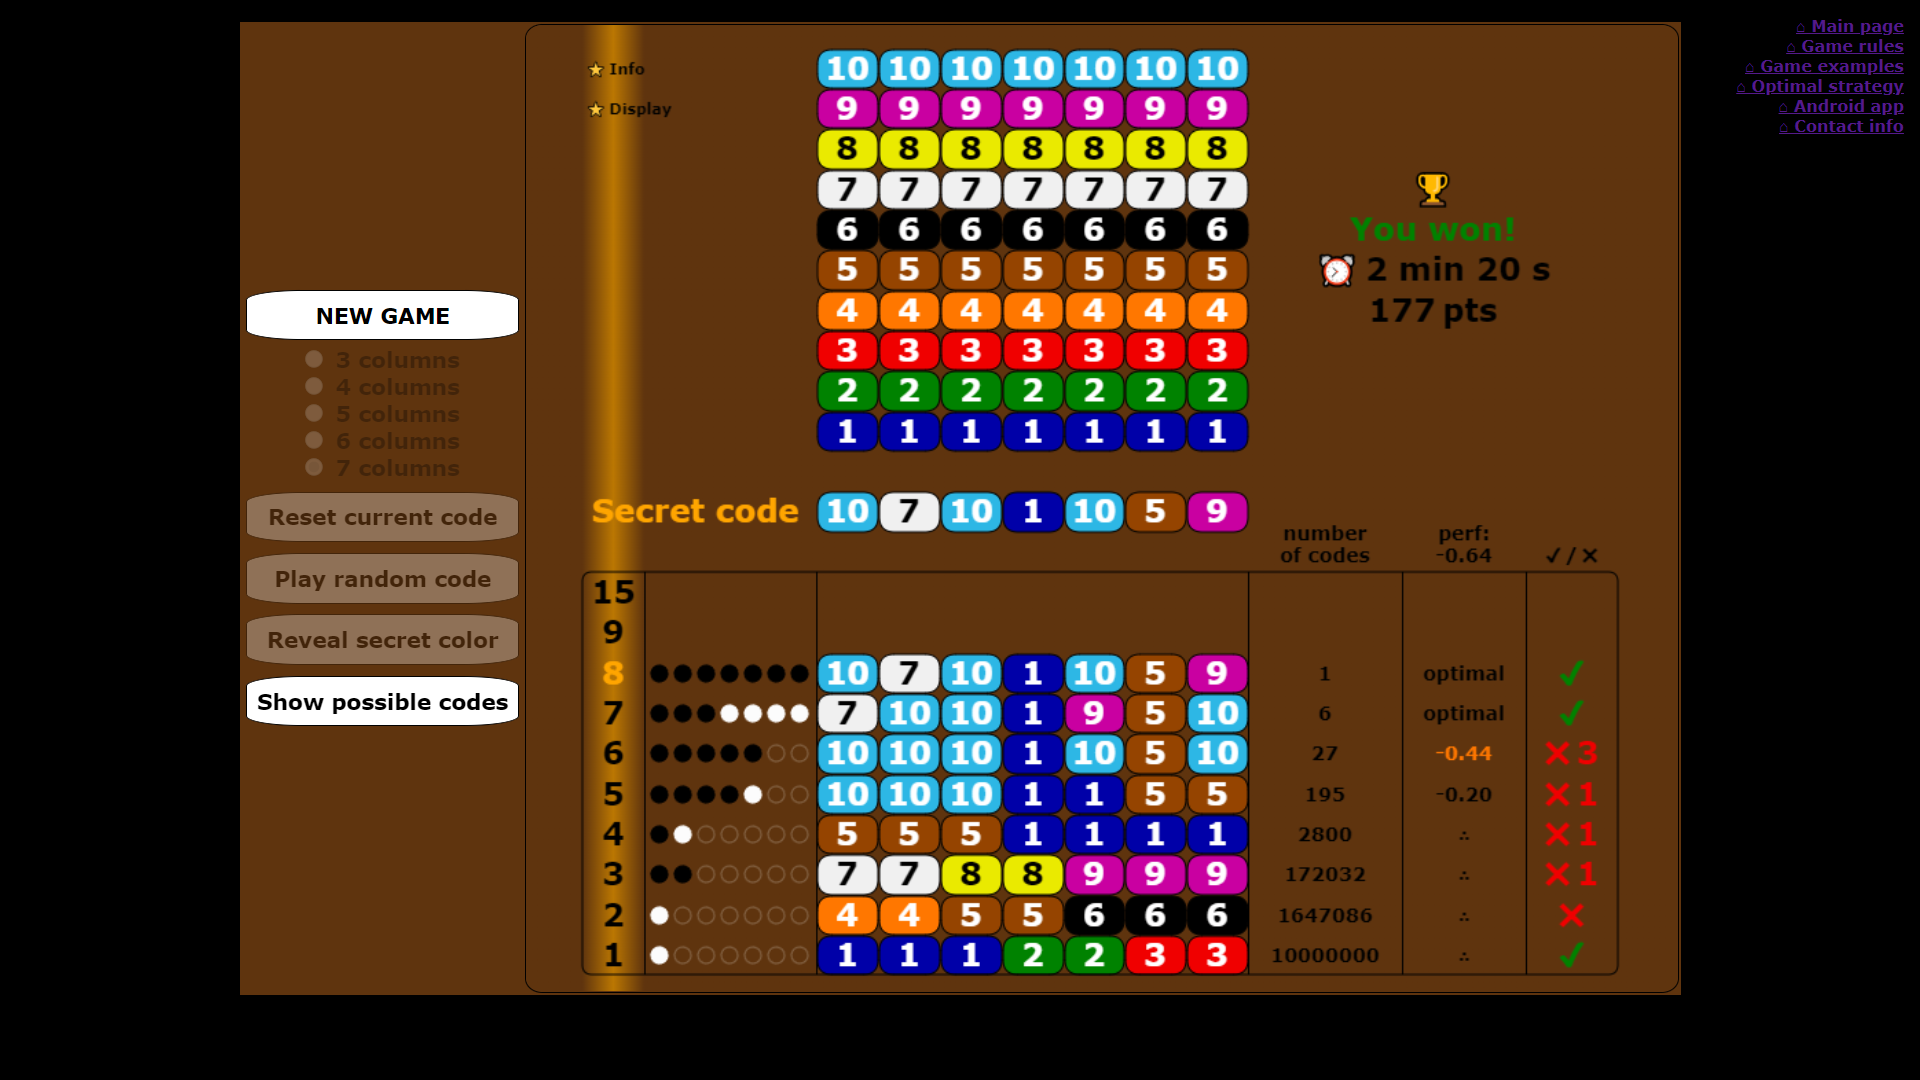 ⌂ Main page
⌂ Game rules
⌂ Game examples
⌂ Optimal strategy
⌂ Android app
⌂ Contact info
NEW GAME
3 columns
4 columns
5 columns
6 columns
7 columns
Reset current code
Play random code
Reveal secret color
Show possible codes
Info
Display
10 10 10 10 10 10 10
9 9 9 9 9 9 9
8 8 8 8 8 8 8
7 7 7 7 7 7 7
6 6 6 6 6 6 6
5 5 5 5 5 5 5
4 4 4 4 4 4 4
3 3 3 3 3 3 3
2 2 2 2 2 2 2
1 1 1 1 1 1 1
You won!
2 min 20 s
177 pts
Secret code 10 7 10 1 10 5 9
number of codes
perf: -0.64
✓/✕
15
9
8 10 7 10 1 10 5 9 1 optimal ✓
7 7 10 10 1 9 5 10 6 optimal ✓
6 10 10 10 1 10 5 10 27 -0.44 ✕ 3
5 10 10 10 1 1 5 5 195 -0.20 ✕ 1
4 5 5 5 1 1 1 1 2800 ∴ ✕ 1
3 7 7 8 8 9 9 9 172032 ∴ ✕ 1
2 4 4 5 5 6 6 6 1647086 ∴ ✕
1 1 1 1 2 2 3 3 10000000 ∴ ✓